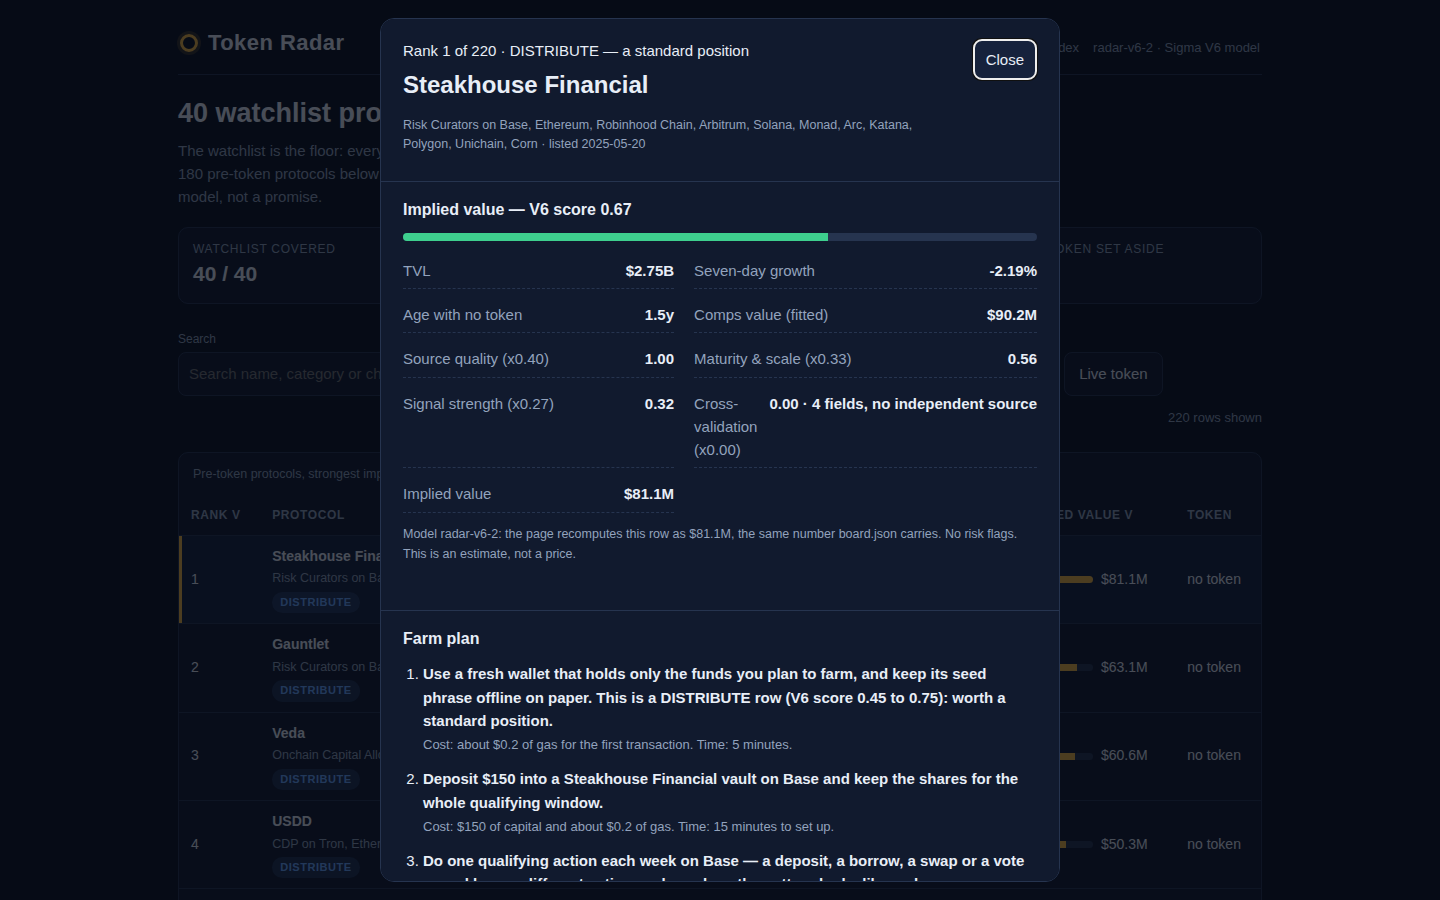 Token Radar
dex radar-v6-2 · Sigma V6 model
40 watchlist pro
The watchlist is the floor: every
180 pre-token protocols below
model, not a promise.
WATCHLIST COVERED
40 / 40
OKEN SET ASIDE
Search
Search name, category or ch
Live token
220 rows shown
Pre-token protocols, strongest imp
RANK V PROTOCOL ED VALUE V TOKEN
1 Steakhouse Fina $81.1M no token
Risk Curators on Ba
DISTRIBUTE
2 Gauntlet $63.1M no token
Risk Curators on Ba
DISTRIBUTE
3 Veda $60.6M no token
Onchain Capital Allo
DISTRIBUTE
4 USDD $50.3M no token
CDP on Tron, Ether
DISTRIBUTE
Rank 1 of 220 · DISTRIBUTE — a standard position
Close
Steakhouse Financial
Risk Curators on Base, Ethereum, Robinhood Chain, Arbitrum, Solana, Monad, Arc, Katana,
Polygon, Unichain, Corn · listed 2025-05-20
Implied value — V6 score 0.67
TVL $2.75B Seven-day growth -2.19%
Age with no token 1.5y Comps value (fitted) $90.2M
Source quality (x0.40) 1.00 Maturity & scale (x0.33) 0.56
Signal strength (x0.27) 0.32 Cross- 0.00 · 4 fields, no independent source
validation
(x0.00)
Implied value $81.1M
Model radar-v6-2: the page recomputes this row as $81.1M, the same number board.json carries. No risk flags.
This is an estimate, not a price.
Farm plan
1. Use a fresh wallet that holds only the funds you plan to farm, and keep its seed
phrase offline on paper. This is a DISTRIBUTE row (V6 score 0.45 to 0.75): worth a
standard position.
Cost: about $0.2 of gas for the first transaction. Time: 5 minutes.
2. Deposit $150 into a Steakhouse Financial vault on Base and keep the shares for the
whole qualifying window.
Cost: $150 of capital and about $0.2 of gas. Time: 15 minutes to set up.
3. Do one qualifying action each week on Base — a deposit, a borrow, a swap or a vote